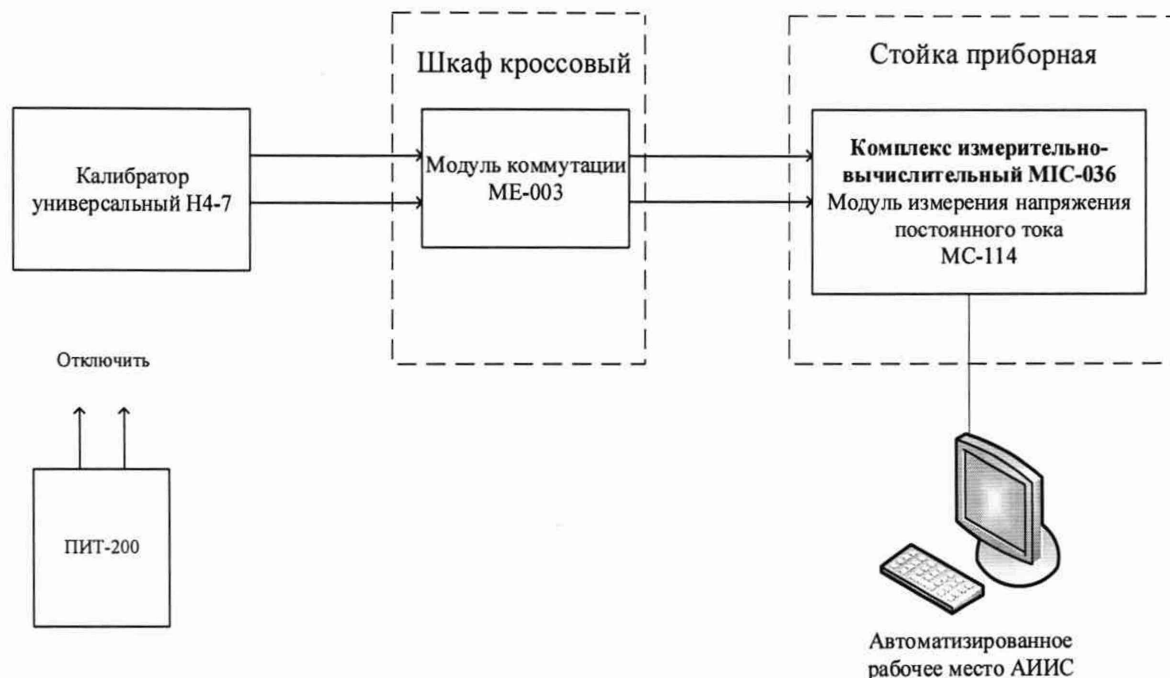 Шкаф кроссовый
Стойка приборная
Калибратор
универсальный Н4-7
Модуль коммутации
МЕ-003
Комплекс измерительно-
вычислительный MIC-036
Модуль измерения напряжения
постоянного тока
МС-114
Отключить
ПИТ-200
Автоматизированное
рабочее место АИИС